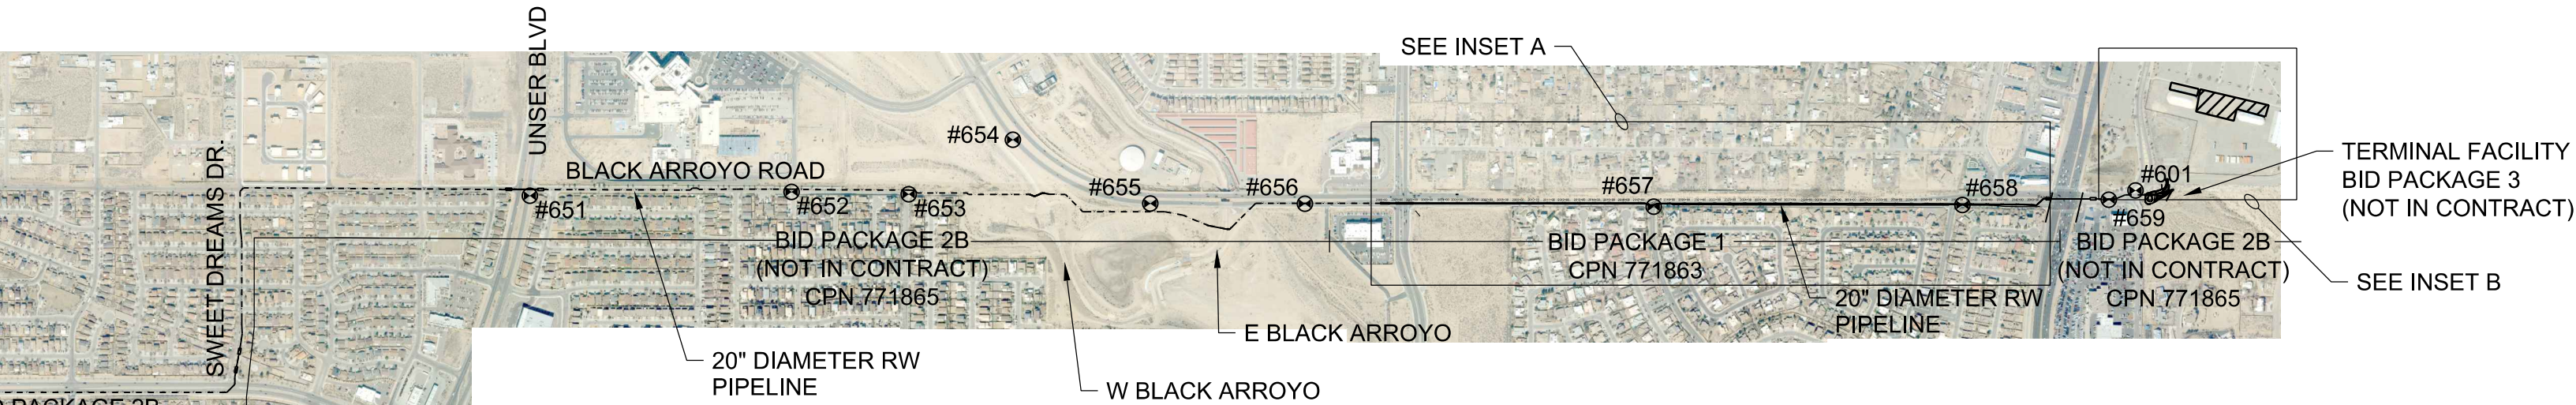 SEE INSET A
UNSER BLVD
#654
SWEET DREAMS DR.
BLACK ARROYO ROAD
#651
#652
#653
#655
#656
#657
#658
#601
#659
TERMINAL FACILITY
BID PACKAGE 3
(NOT IN CONTRACT)
BID PACKAGE 2B
(NOT IN CONTRACT)
CPN 771865
BID PACKAGE 1
CPN 771863
BID PACKAGE 2B
(NOT IN CONTRACT)
CPN 771865
SEE INSET B
20" DIAMETER RW
PIPELINE
E BLACK ARROYO
20" DIAMETER RW
PIPELINE
W BLACK ARROYO
PACKAGE 2B